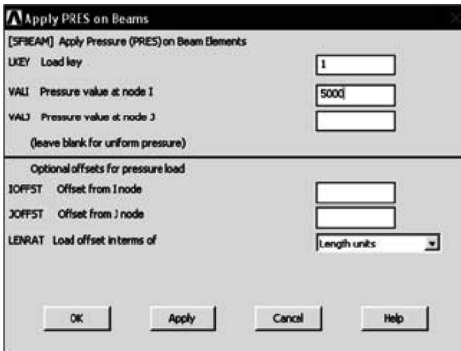 Apply PRES on Beams
[SFBEAM] Apply Pressure (PRES) on Beam Elements
LKEY Load key 1
VALI Pressure value at node I 5000
VALJ Pressure value at node J
(leave blank for uniform pressure)
Optional offsets for pressure load
IOFFST Offset from I node
JOFFST Offset from J node
LENRAT Load offset in terms of Length units
OK Apply Cancel Help